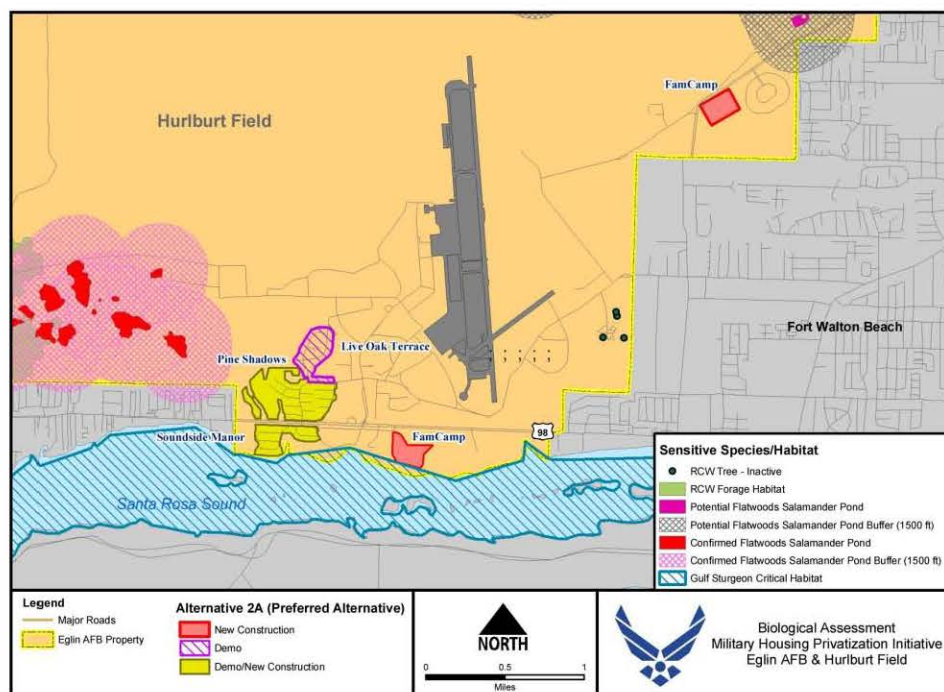 FamCamp
Hurlburt Field
Fort Walton Beach
Live Oak Terrace
Pine Shadows
98
Soundside Manor
FamCamp
Santa Rosa Sound
Sensitive Species/Habitat
RCW Tree - Inactive
RCW Forage Habitat
Potential Flatwoods Salamander Pond
Potential Flatwoods Salamander Pond Buffer (1500 ft)
Confirmed Flatwoods Salamander Pond
Confirmed Flatwoods Salamander Pond Buffer (1500 ft)
Gulf Sturgeon Critical Habitat
Legend
Major Roads
Eglin AFB Property
Alternative 2A (Preferred Alternative)
New Construction
Demo
Demo/New Construction
NORTH
0 0.5 1
Miles
Biological Assessment
Military Housing Privatization Initiative
Eglin AFB & Hurlburt Field